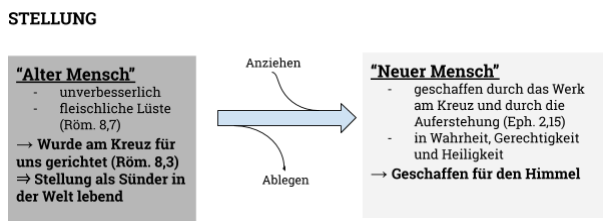 STELLUNG
"Alter Mensch"
- unverbesserlich
- fleischliche Lüste
(Röm. 8,7)
→ Wurde am Kreuz für
uns gerichtet (Röm. 8,3)
⇒ Stellung als Sünder in
der Welt lebend
Anziehen
Ablegen
"Neuer Mensch"
- geschaffen durch das Werk
am Kreuz und durch die
Auferstehung (Eph. 2,15)
- in Wahrheit, Gerechtigkeit
und Heiligkeit
→ Geschaffen für den Himmel